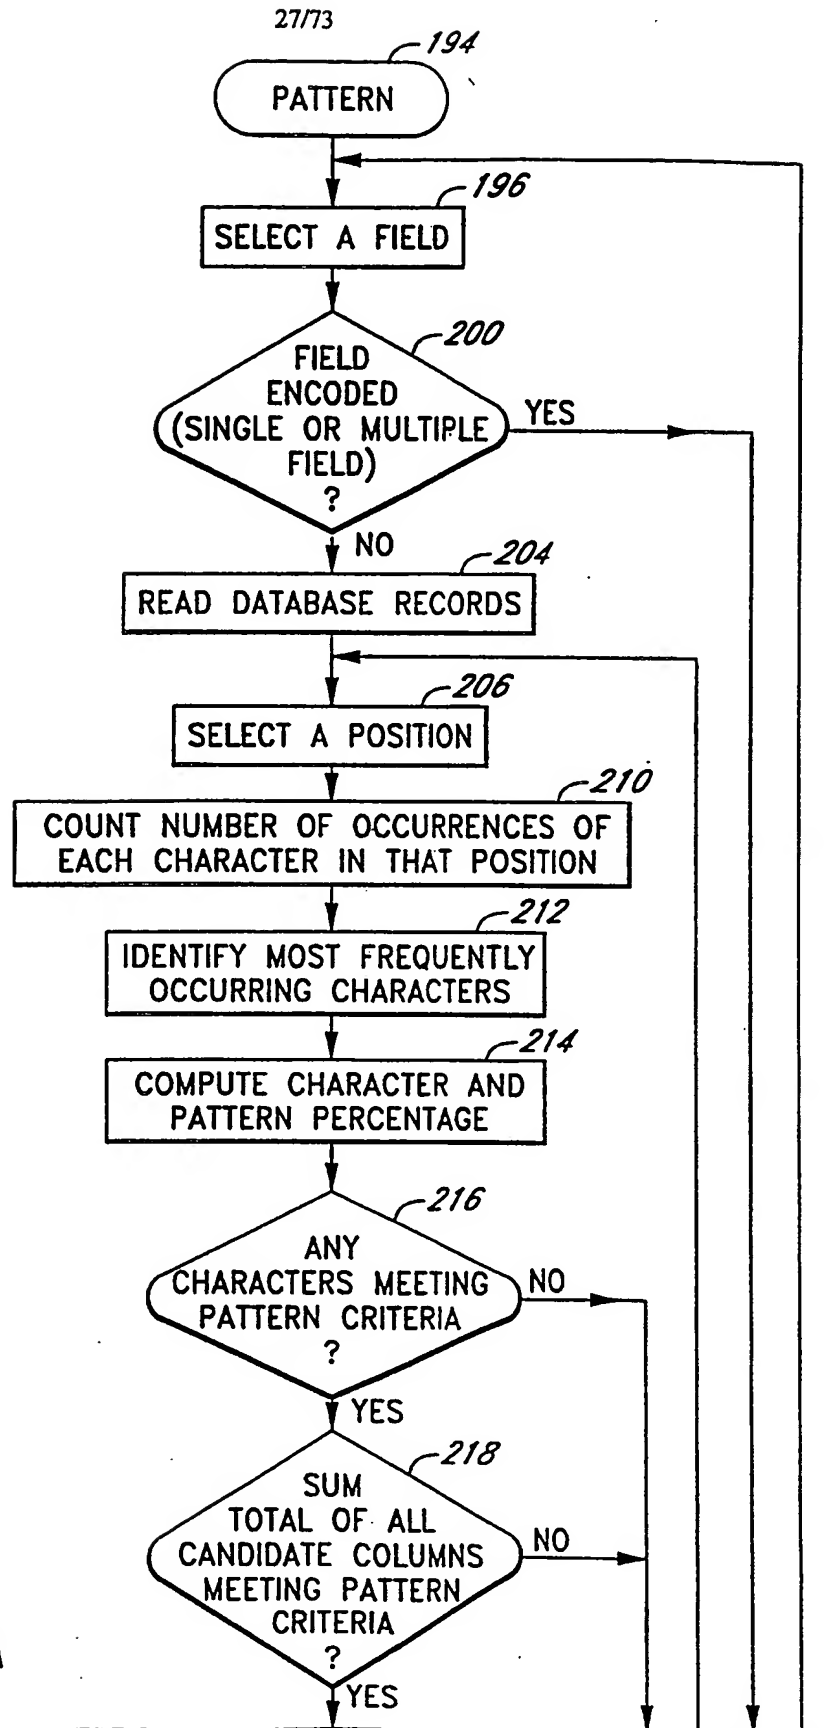 27/73
194
PATTERN
196
SELECT A FIELD
200
FIELD
ENCODED
(SINGLE OR MULTIPLE
FIELD)
?
YES
NO
204
READ DATABASE RECORDS
206
SELECT A POSITION
210
COUNT NUMBER OF OCCURRENCES OF
EACH CHARACTER IN THAT POSITION
212
IDENTIFY MOST FREQUENTLY
OCCURRING CHARACTERS
214
COMPUTE CHARACTER AND
PATTERN PERCENTAGE
216
ANY
CHARACTERS MEETING
PATTERN CRITERIA
?
NO
YES
218
SUM
TOTAL OF ALL
CANDIDATE COLUMNS
MEETING PATTERN
CRITERIA
?
NO
YES